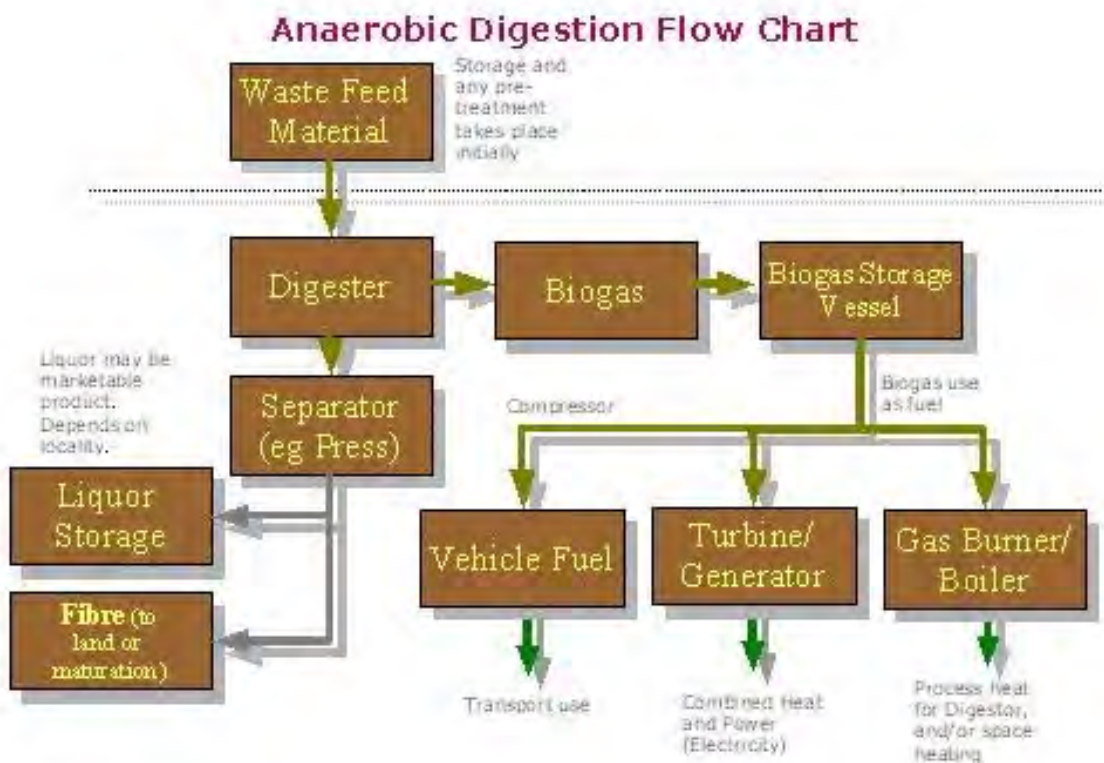 Anaerobic Digestion Flow Chart
Waste Feed
Material
Storage and
any pre-
treatment
takes place
initially
Digester
Biogas
Biogas Storage
Vessel
Liquor may be
marketable
product.
Depends on
locality.
Separator
(eg Press)
Compressor
Biogas use
as fuel
Liquor
Storage
Vehicle Fuel
Turbine/
Generator
Gas Burner/
Boiler
Fibre (to
land or
maturation)
Transport use
Combined Heat
and Power
(Electricity)
Process heat
for Digestor,
and/or space
heating